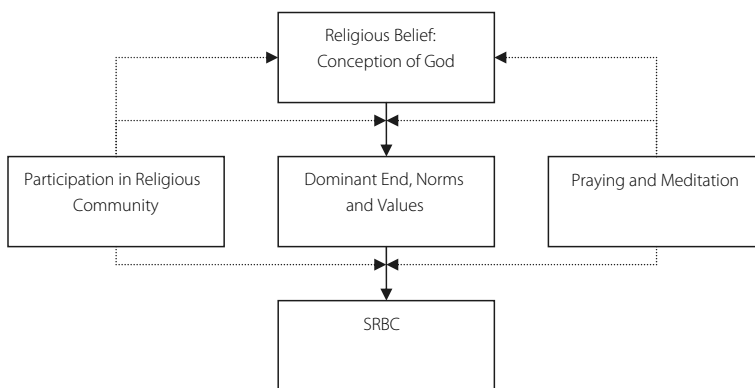 Religious Belief:
Conception of God
Participation in Religious
Community
Dominant End, Norms
and Values
Praying and Meditation
SRBC